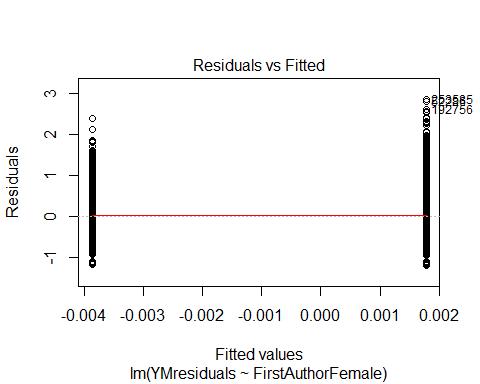 Residuals vs Fitted
3
2
1
0
-1
192756
Residuals
-0.004 -0.003 -0.002 -0.001 0.000 0.001 0.002
Fitted values
lm(YMresiduals ~ FirstAuthorFemale)